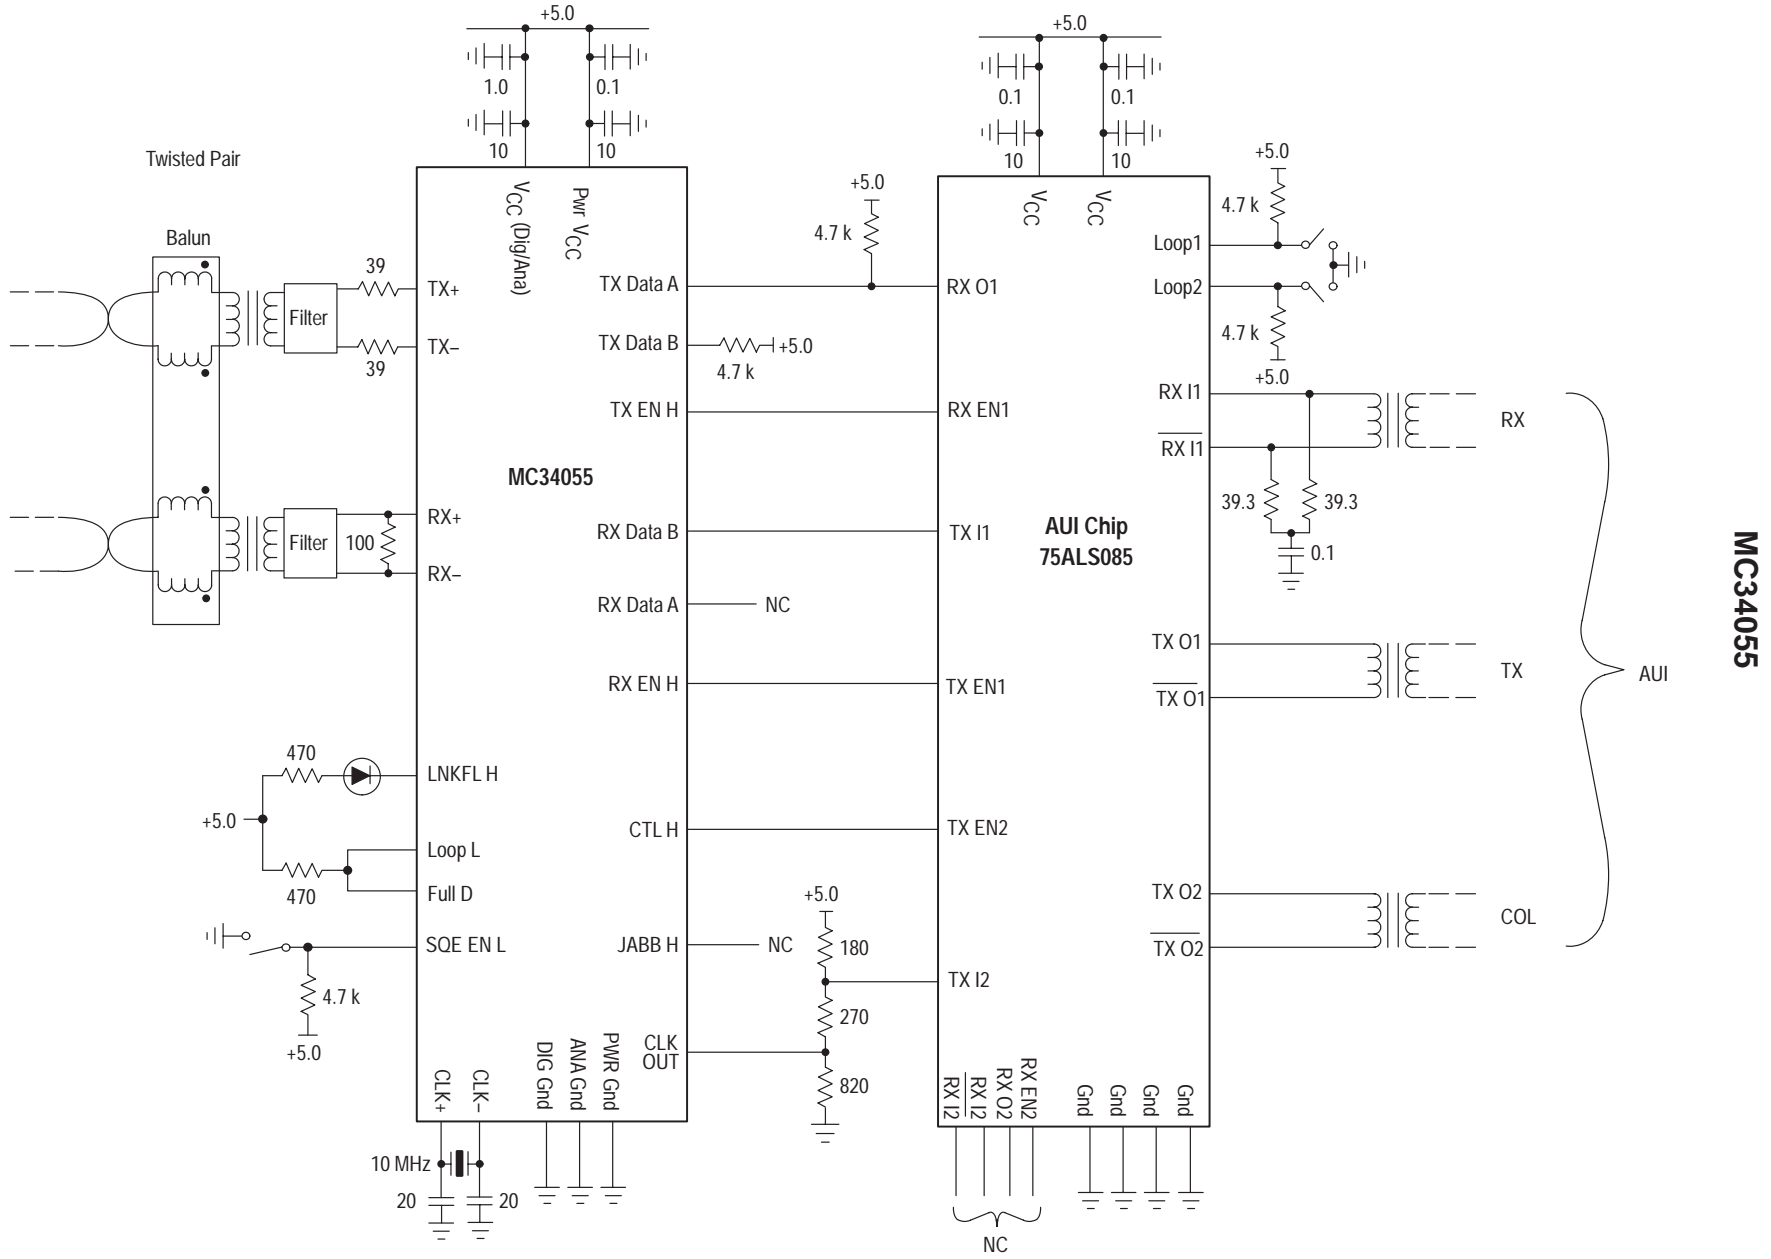 +5.0
1.0
0.1
10
10
+5.0
0.1
0.1
10
10
Twisted Pair
Balun
Filter
39
39
Filter
100
470
+5.0
470
4.7 k
+5.0
VCC (Dig/Ana)
Pwr VCC
TX+
TX–
RX+
RX–
LNKFL H
Loop L
Full D
SQE EN L
CLK+
CLK–
DIG Gnd
ANA Gnd
PWR Gnd
MC34055
TX Data A
TX Data B
TX EN H
RX Data B
RX Data A
RX EN H
CTL H
JABB H
CLK
OUT
10 MHz
20
20
+5.0
4.7 k
+5.0
4.7 k
NC
NC
+5.0
180
270
820
VCC
VCC
RX O1
RX EN1
TX I1
TX EN1
TX EN2
TX I2
AUI Chip
75ALS085
Loop1
Loop2
RX I1
RX I1
TX O1
TX O1
TX O2
TX O2
RX I2
RX I2
RX O2
RX EN2
Gnd
Gnd
Gnd
Gnd
NC
+5.0
4.7 k
4.7 k
+5.0
39.3
39.3
0.1
RX
TX
COL
AUI
MC34055